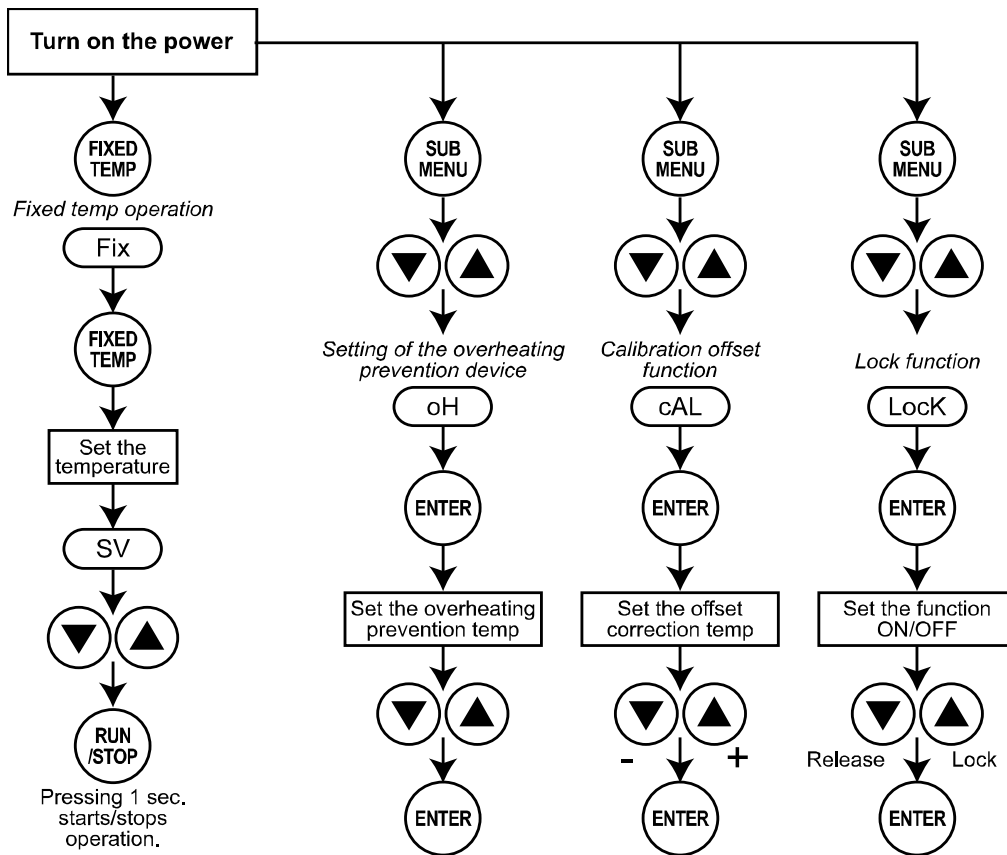 Turn on the power
FIXED
TEMP
Fixed temp operation
Fix
FIXED
TEMP
Set the
temperature
SV
RUN
/STOP
Pressing 1 sec.
starts/stops
operation.
SUB
MENU
Setting of the overheating
prevention device
oH
ENTER
Set the overheating
prevention temp
ENTER
SUB
MENU
Calibration offset
function
cAL
ENTER
Set the offset
correction temp
- +
ENTER
SUB
MENU
Lock function
LocK
ENTER
Set the function
ON/OFF
Release Lock
ENTER